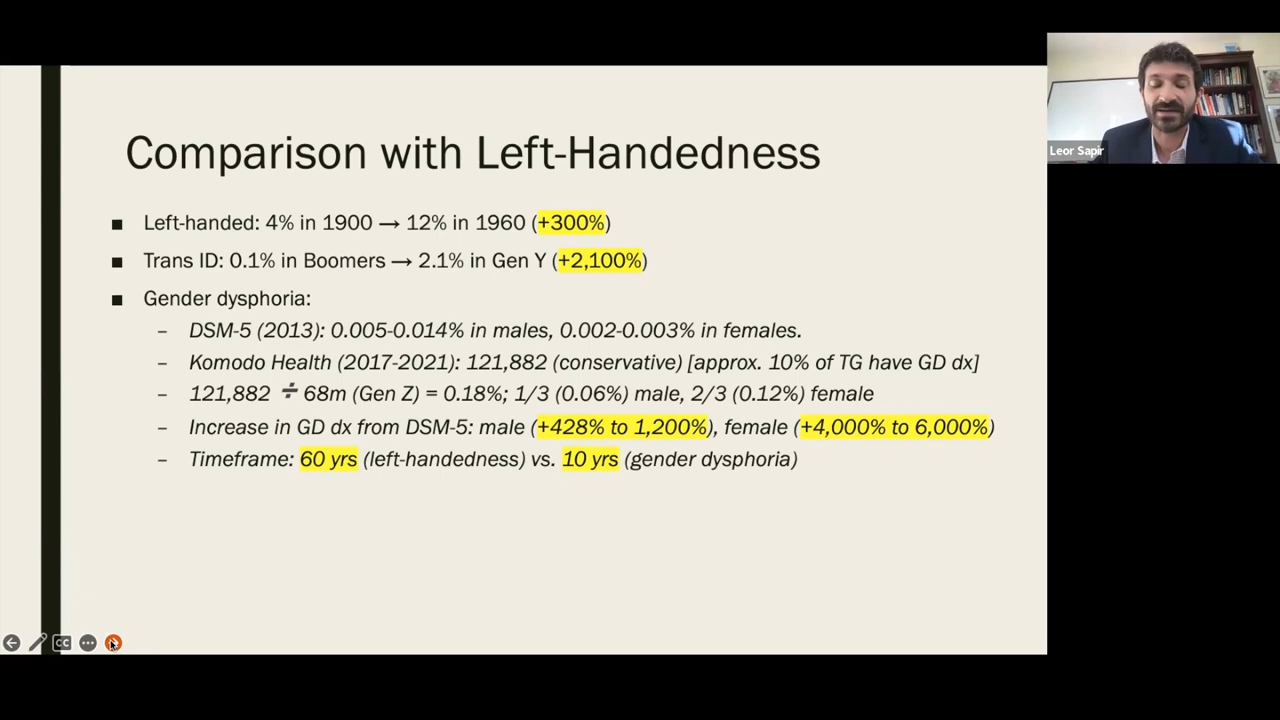 Comparison with Left-Handedness
Left-handed: 4% in 1900 → 12% in 1960 (+300%)
Trans ID: 0.1% in Boomers → 2.1% in Gen Y (+2,100%)
Gender dysphoria:
– DSM-5 (2013): 0.005-0.014% in males, 0.002-0.003% in females.
– Komodo Health (2017-2021): 121,882 (conservative) [approx. 10% of TG have GD dx]
– 121,882 ÷ 68m (Gen Z) = 0.18%; 1/3 (0.06%) male, 2/3 (0.12%) female
– Increase in GD dx from DSM-5: male (+428% to 1,200%), female (+4,000% to 6,000%)
– Timeframe: 60 yrs (left-handedness) vs. 10 yrs (gender dysphoria)
Leor Sapir
CC